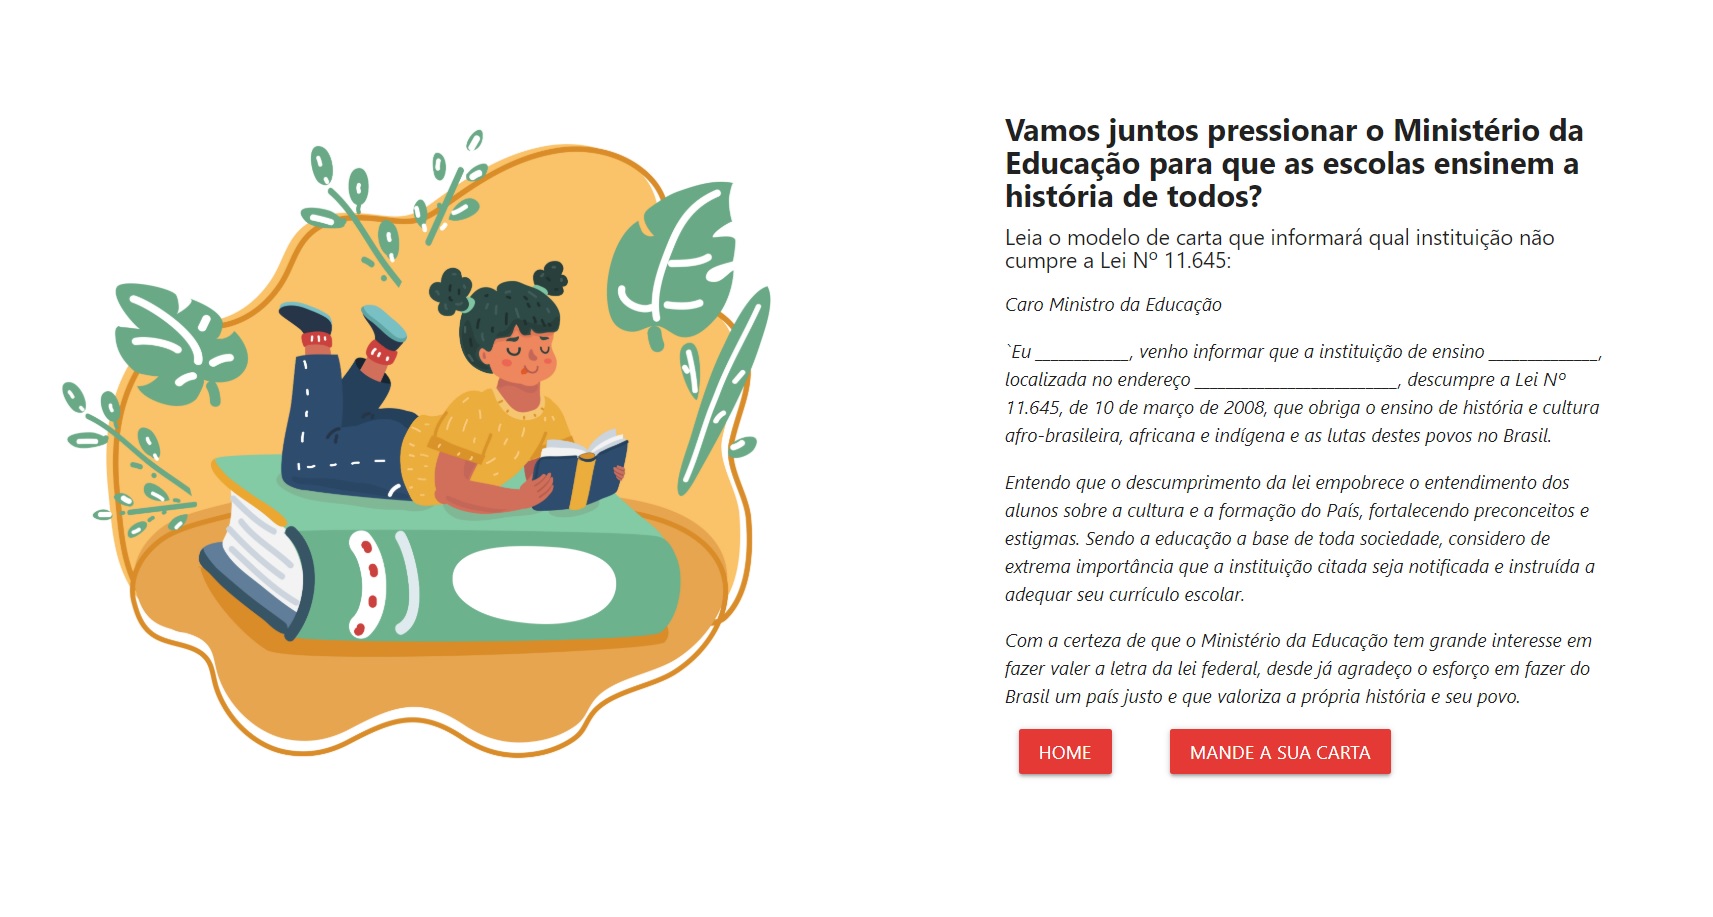 Vamos juntos pressionar o Ministério da
Educação para que as escolas ensinem a
história de todos?
Leia o modelo de carta que informará qual instituição não
cumpre a Lei Nº 11.645:
Caro Ministro da Educação
`Eu ____________, venho informar que a instituição de ensino ______________,
localizada no endereço __________________________, descumpre a Lei Nº
11.645, de 10 de março de 2008, que obriga o ensino de história e cultura
afro-brasileira, africana e indígena e as lutas destes povos no Brasil.
Entendo que o descumprimento da lei empobrece o entendimento dos
alunos sobre a cultura e a formação do País, fortalecendo preconceitos e
estigmas. Sendo a educação a base de toda sociedade, considero de
extrema importância que a instituição citada seja notificada e instruída a
adequar seu currículo escolar.
Com a certeza de que o Ministério da Educação tem grande interesse em
fazer valer a letra da lei federal, desde já agradeço o esforço em fazer do
Brasil um país justo e que valoriza a própria história e seu povo.
HOME
MANDE A SUA CARTA